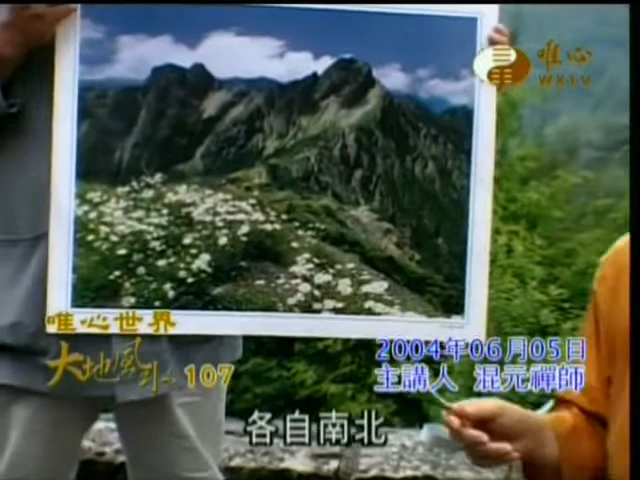 唯心
WXTV
唯心世界
大地風水 107
2004年06月05日
主講人 混元禪師
各自南北